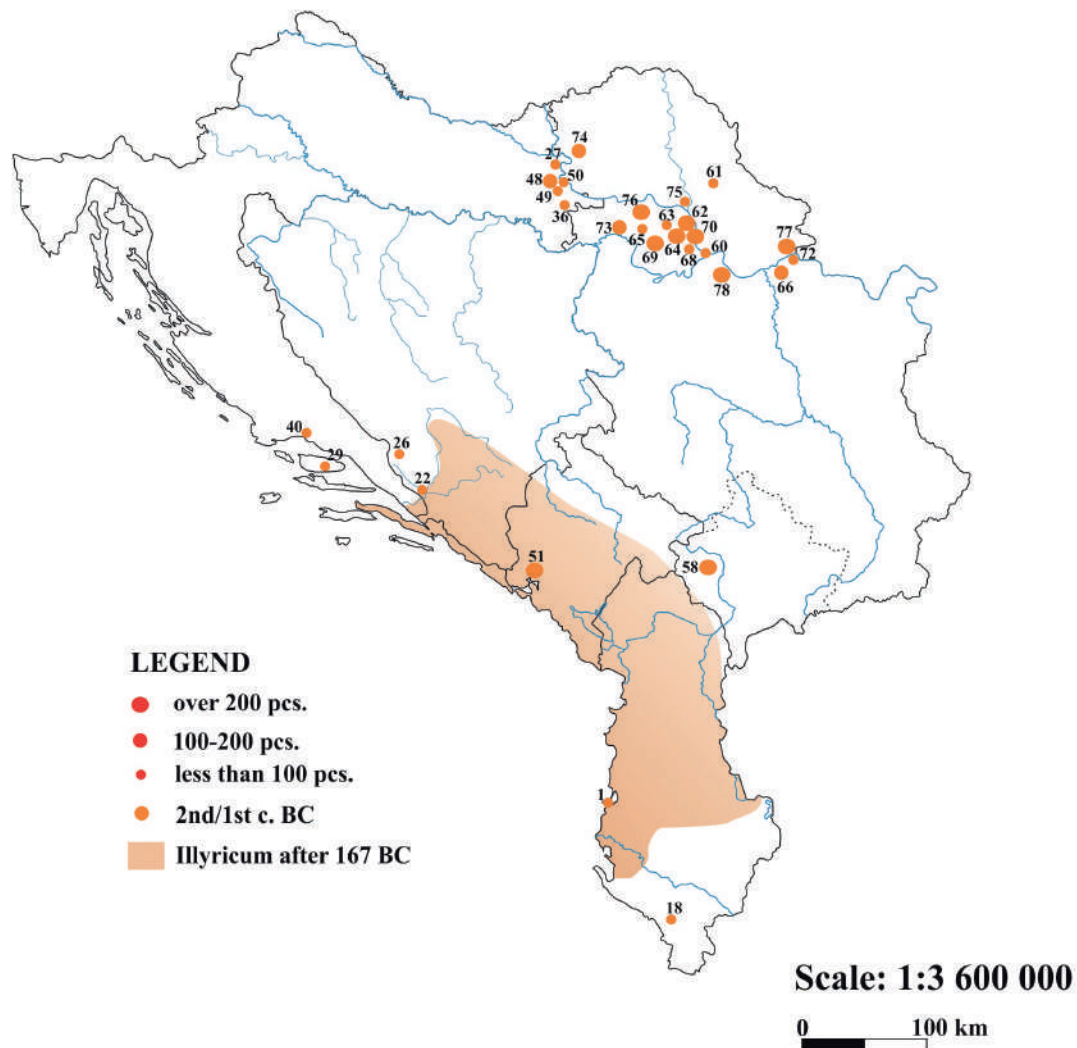 74
27
61
48 50
49
75
36
76 63 62
73 65 70
77
64 60
72
69 68
66
78
40
26
29
22
51
58
LEGEND
over 200 pcs.
100-200 pcs.
less than 100 pcs.
2nd/1st c. BC
Illyricum after 167 BC
1
18
Scale: 1:3 600 000
0 100 km